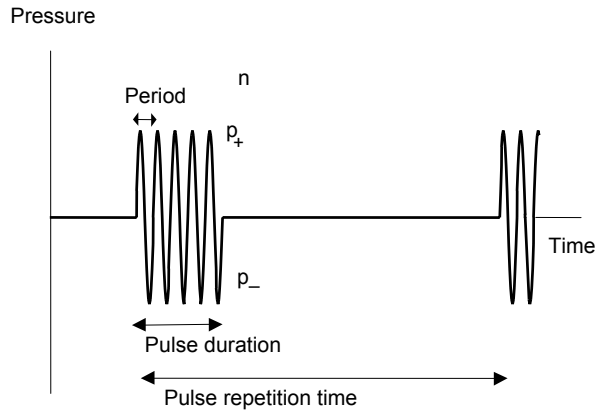 Pressure
n
Period
p+
Time
p_
Pulse duration
Pulse repetition time